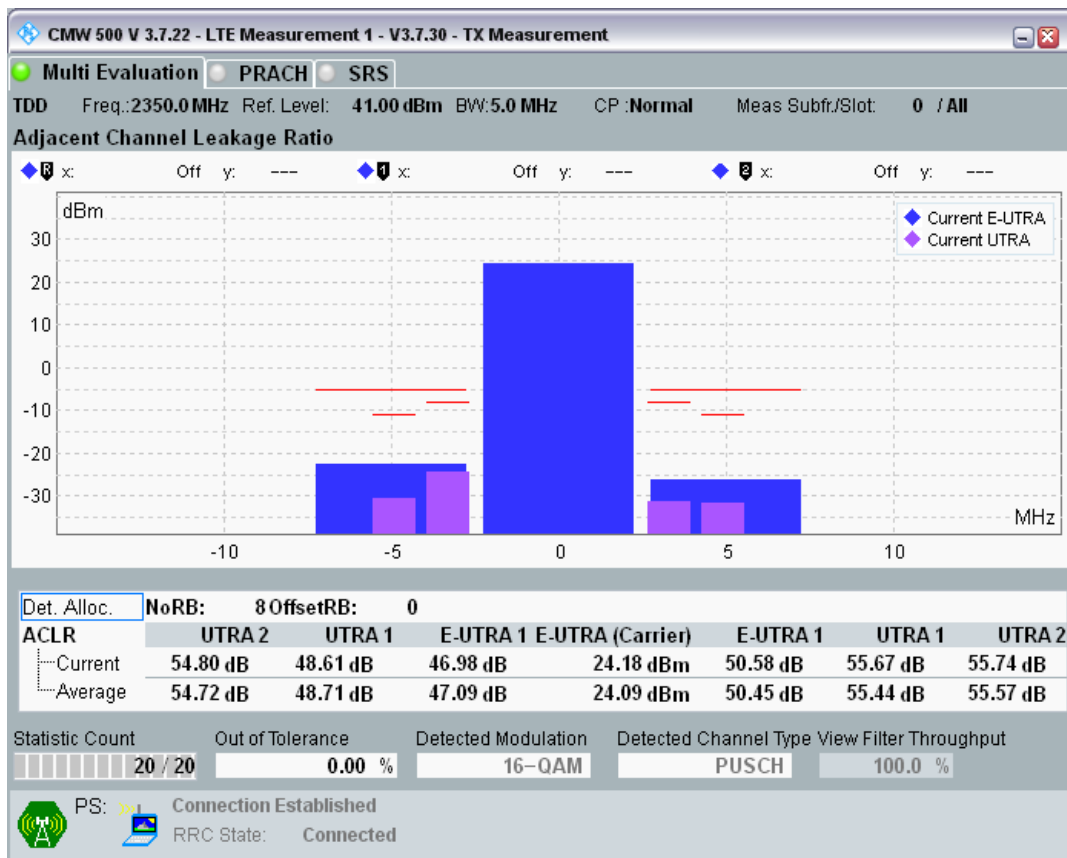 CMW 500 V 3.7.22 - LTE Measurement 1 - V3.7.30 - TX Measurement
Multi Evaluation PRACH SRS
TDD Freq.:2350.0 MHz Ref. Level: 41.00 dBm BW:5.0 MHz CP :Normal Meas Subfr./Slot: 0 / All
Adjacent Channel Leakage Ratio
R x: Off y: --- 1 x: Off y: --- 2 x: Off y: ---
dBm
Current E-UTRA
Current UTRA
30
20
10
0
-10
-20
-30
MHz
-10 -5 0 5 10
Det. Alloc. NoRB: 8 OffsetRB: 0
ACLR UTRA 2 UTRA 1 E-UTRA 1 E-UTRA (Carrier) E-UTRA 1 UTRA 1 UTRA 2
Current 54.80 dB 48.61 dB 46.98 dB 24.18 dBm 50.58 dB 55.67 dB 55.74 dB
Average 54.72 dB 48.71 dB 47.09 dB 24.09 dBm 50.45 dB 55.44 dB 55.57 dB
Statistic Count Out of Tolerance Detected Modulation Detected Channel Type View Filter Throughput
20 / 20 0.00 % 16-QAM PUSCH 100.0 %
PS: Connection Established
RRC State: Connected